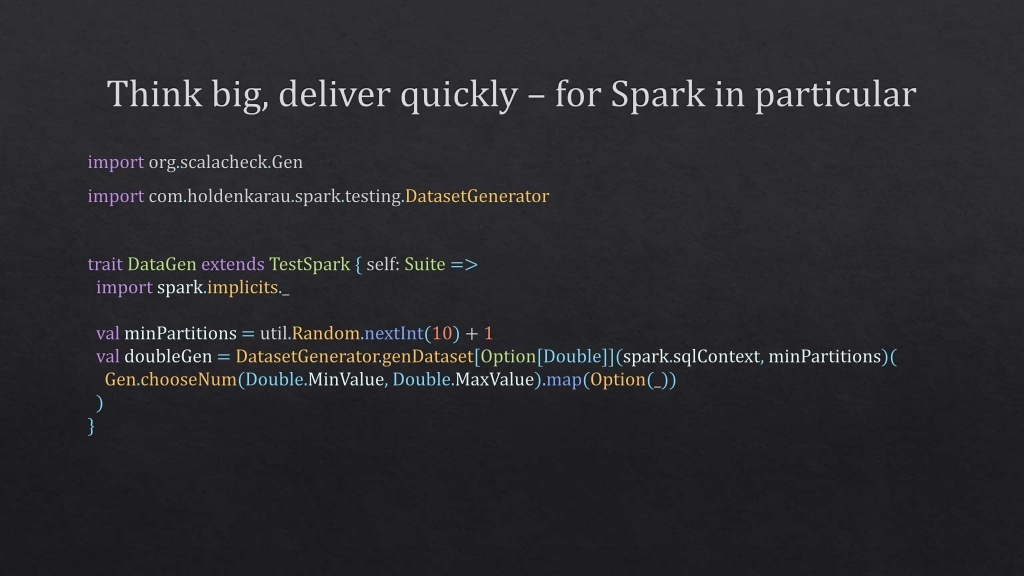 Think big, deliver quickly – for Spark in particular
import org.scalacheck.Gen
import com.holdenkarau.spark.testing.DatasetGenerator
trait DataGen extends TestSpark { self: Suite =>
import spark.implicits._
val minPartitions = util.Random.nextInt(10) + 1
val doubleGen = DatasetGenerator.genDataset[Option[Double]](spark.sqlContext, minPartitions)(
Gen.chooseNum(Double.MinValue, Double.MaxValue).map(Option(_))
)
}